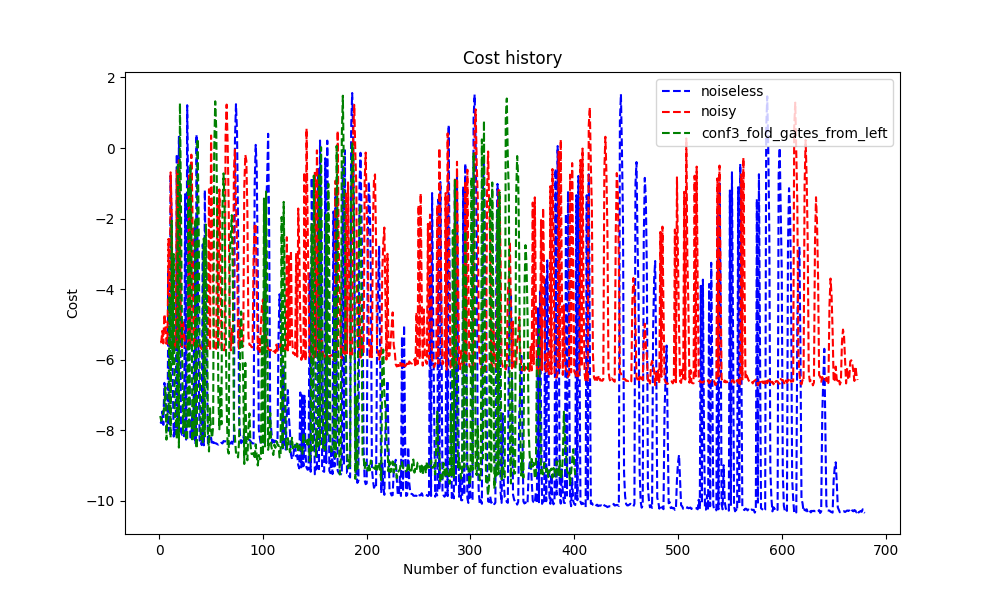 Cost history
noiseless
noisy
conf3_fold_gates_from_left
Cost
2
0
−2
−4
−6
−8
−10
0 100 200 300 400 500 600 700
Number of function evaluations